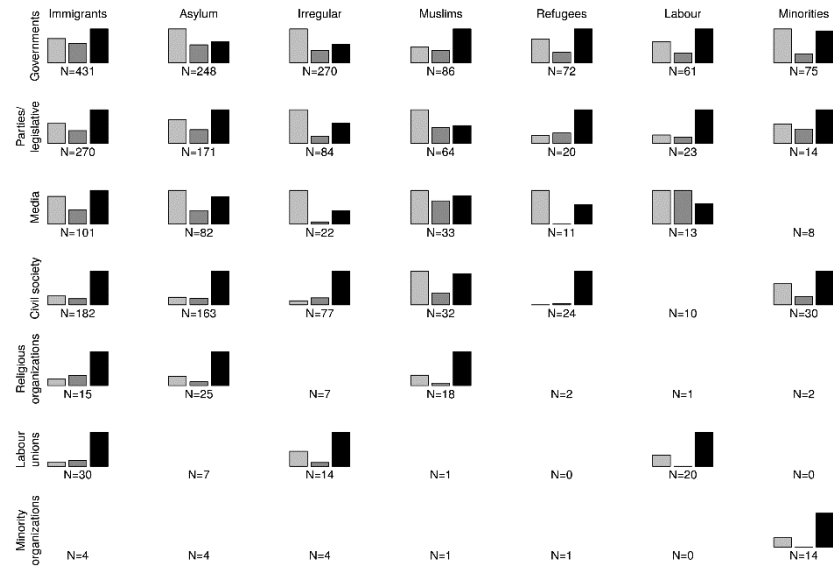 Immigrants Asylum Irregular Muslims Refugees Labour Minorities
Governments
N=431 N=248 N=270 N=86 N=72 N=61 N=75
Parties/
legislative
N=270 N=171 N=84 N=64 N=20 N=23 N=14
Media
N=101 N=82 N=22 N=33 N=11 N=13 N=8
Civil society
N=182 N=163 N=77 N=32 N=24 N=10 N=30
Religious
organizations
N=15 N=25 N=7 N=18 N=2 N=1 N=2
Labour
unions
N=30 N=7 N=14 N=1 N=0 N=20 N=0
Minority
organizations
N=4 N=4 N=4 N=1 N=1 N=0 N=14